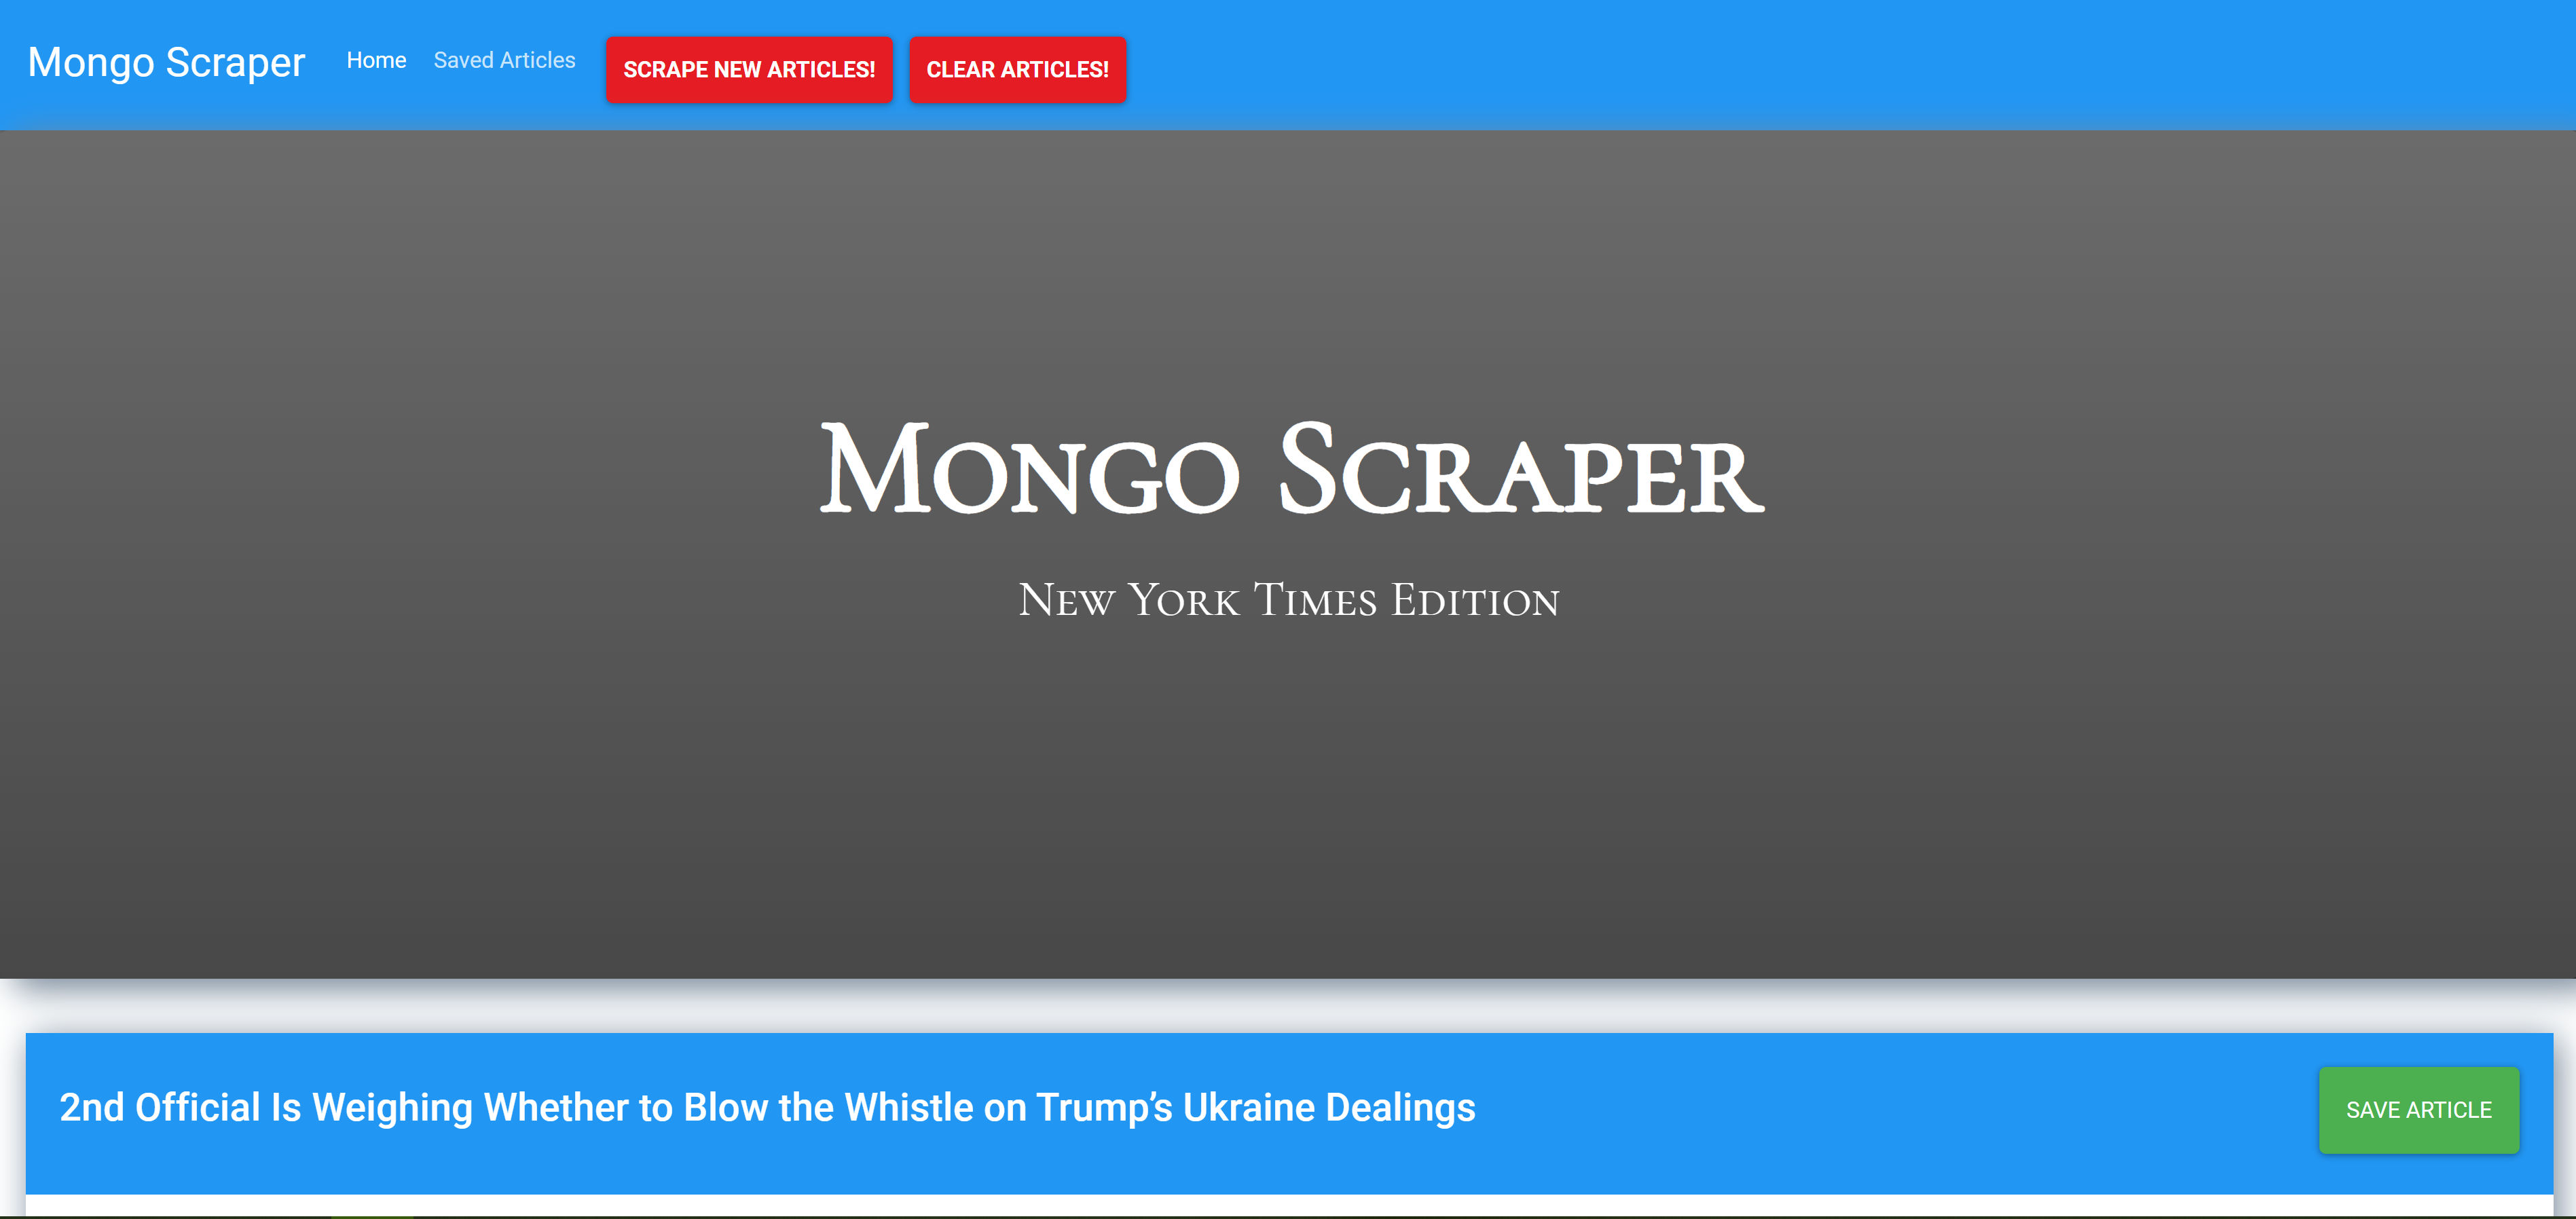 Mongo Scraper Home Saved Articles SCRAPE NEW ARTICLES! CLEAR ARTICLES!
Mongo Scraper
New York Times Edition
2nd Official Is Weighing Whether to Blow the Whistle on Trump’s Ukraine Dealings SAVE ARTICLE